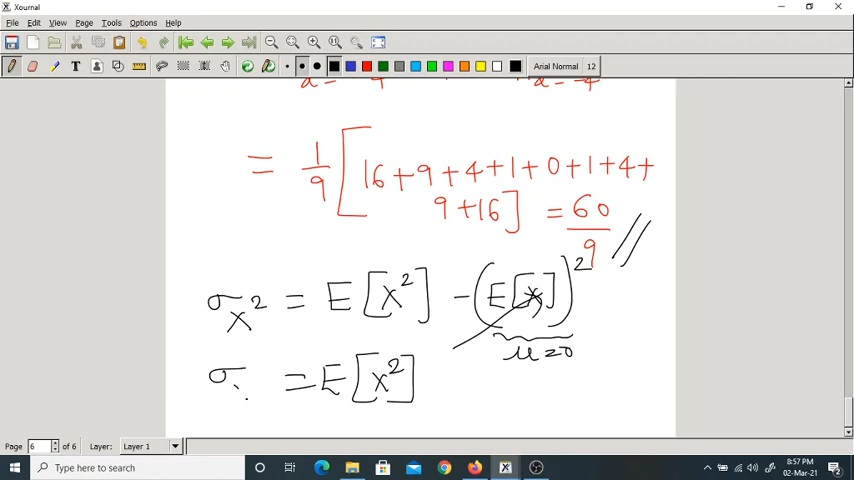 Xournal
File Edit View Page Tools Options Help
Arial Normal 12
= 1/9 [16+9+4+1+0+1+4+
9+16] = 60/9 //
σ_X² = E[X²] - (E[X])²
μ=0
σ = E[X²]
Page 6 of 6 Layer: Layer 1
Type here to search
8:57 PM
02-Mar-21
2